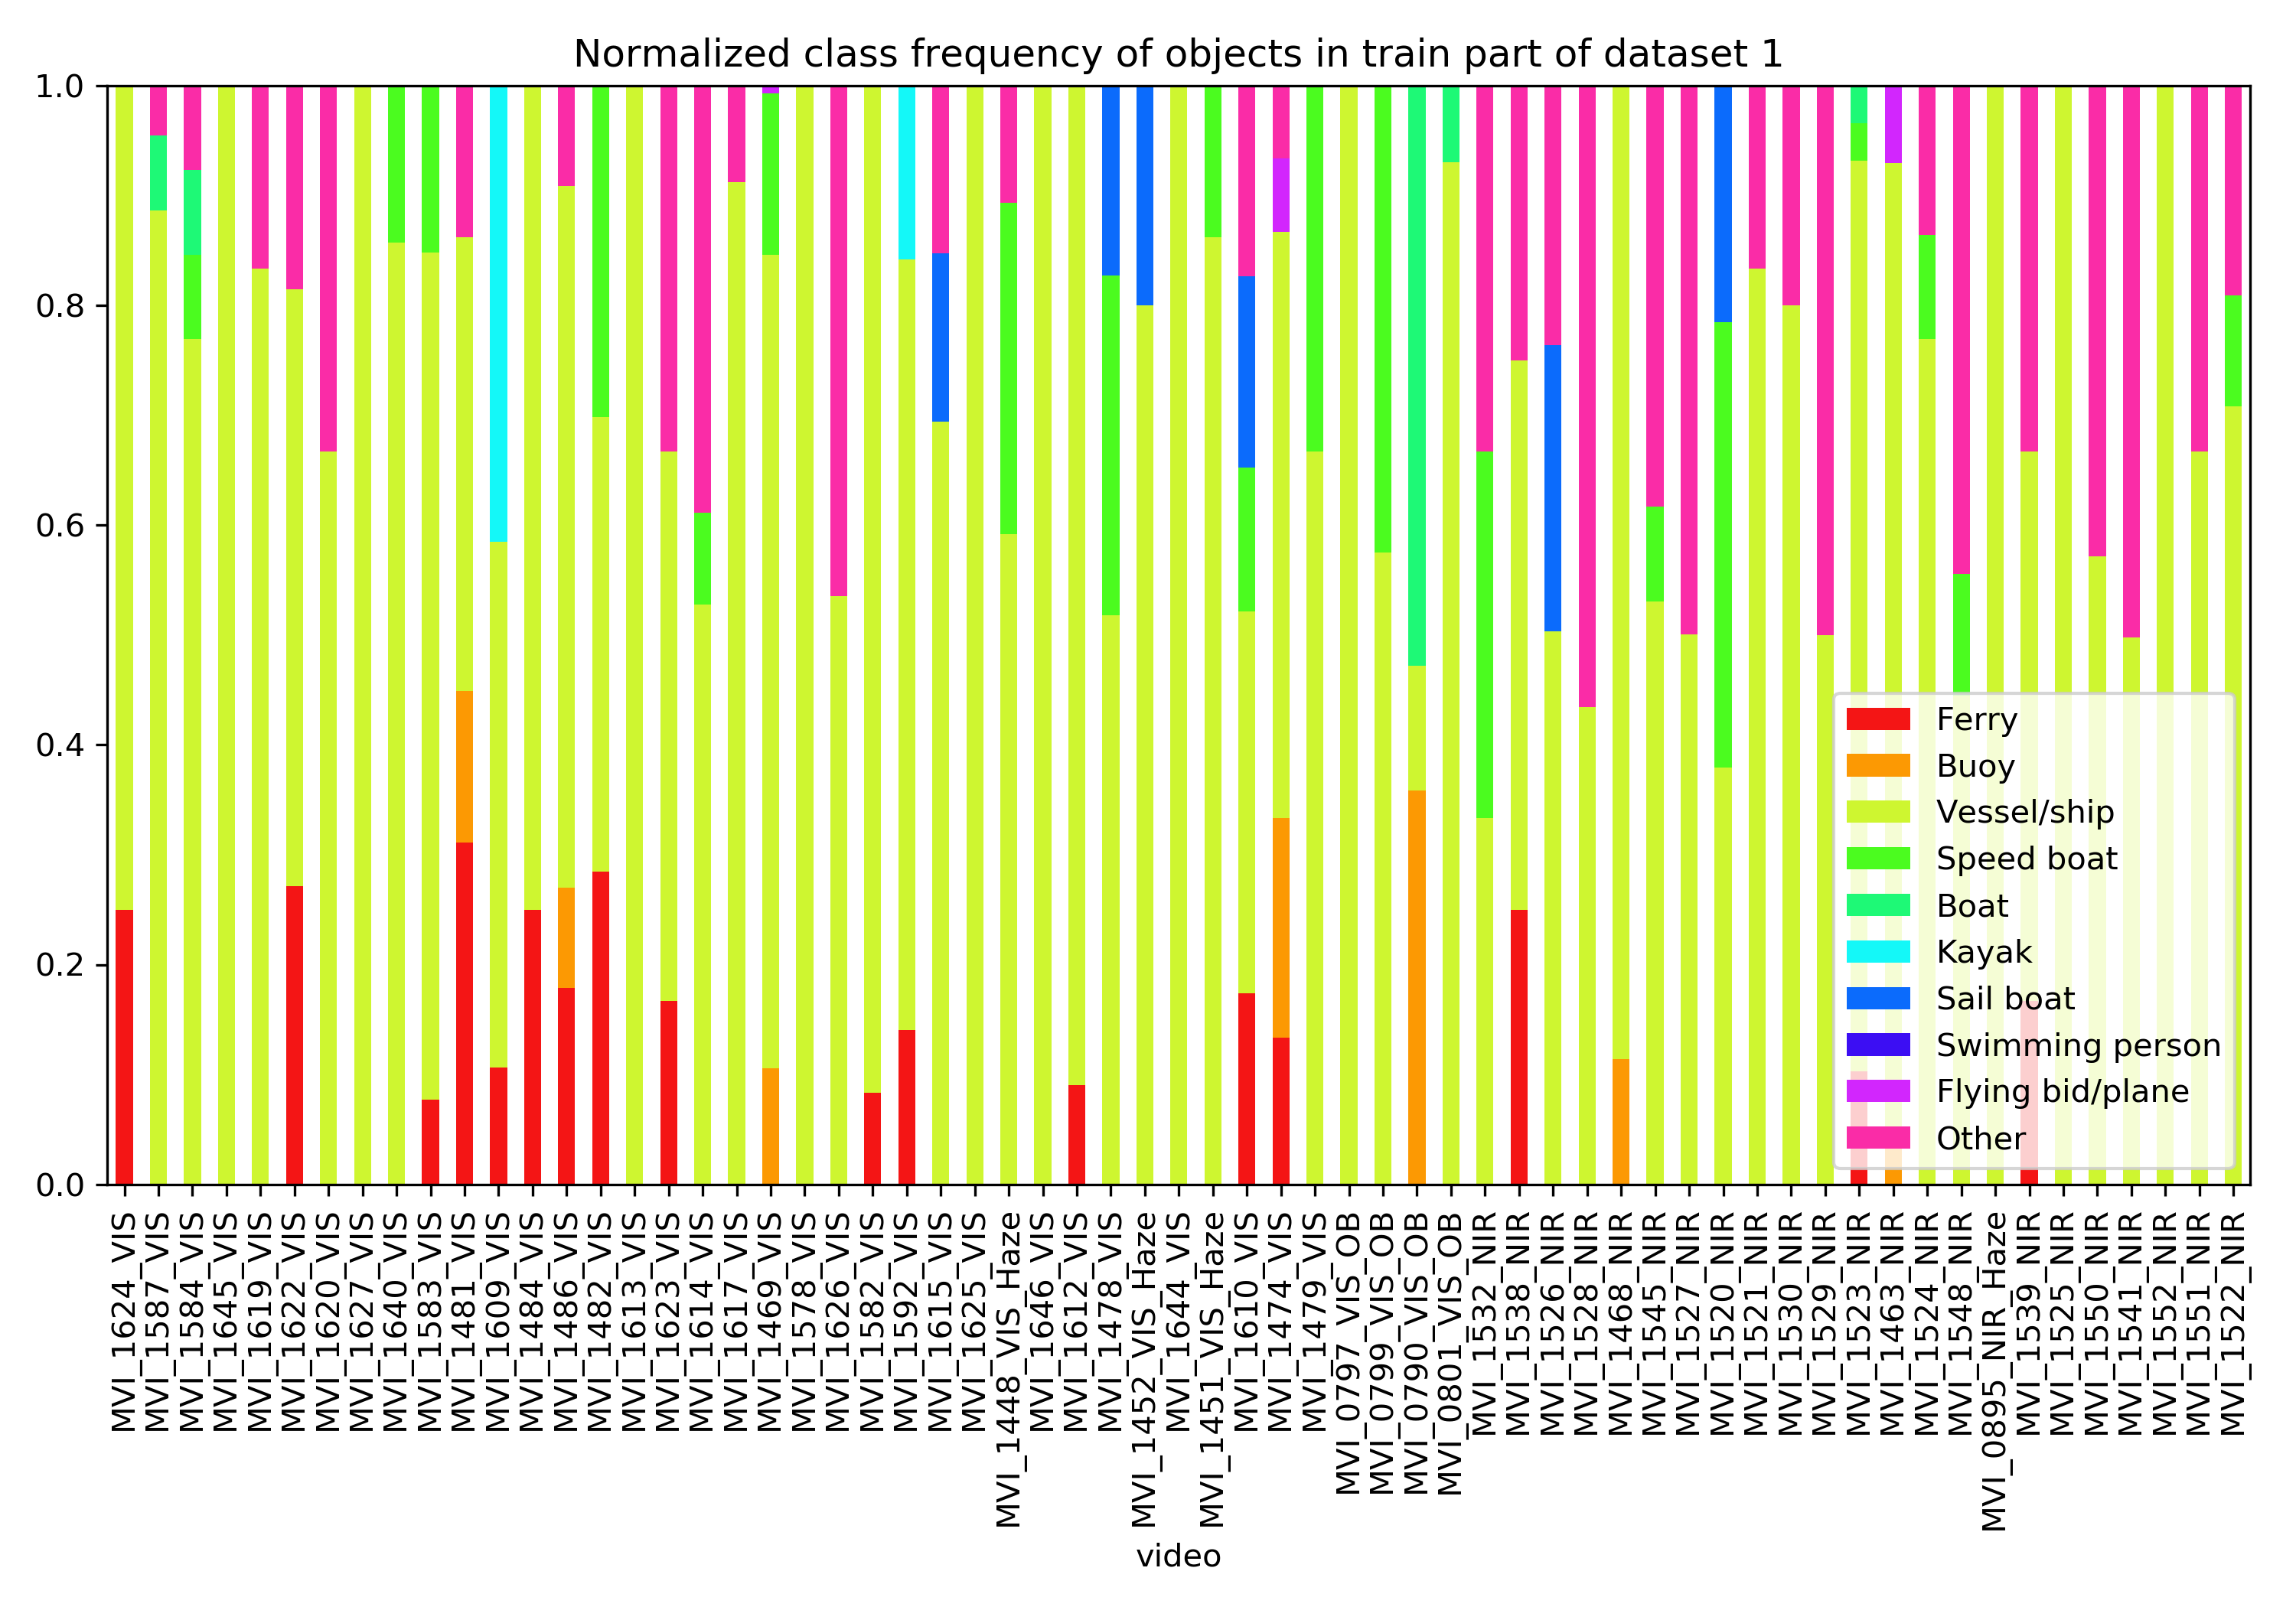 Normalized class frequency of objects in train part of dataset 1
1.0
0.8
0.6
0.4
0.2
0.0
Ferry
Buoy
Vessel/ship
Speed boat
Boat
Kayak
Sail boat
Swimming person
Flying bid/plane
Other
MVI_1624_VIS
MVI_1587_VIS
MVI_1584_VIS
MVI_1645_VIS
MVI_1619_VIS
MVI_1622_VIS
MVI_1620_VIS
MVI_1627_VIS
MVI_1640_VIS
MVI_1583_VIS
MVI_1481_VIS
MVI_1609_VIS
MVI_1484_VIS
MVI_1486_VIS
MVI_1482_VIS
MVI_1613_VIS
MVI_1623_VIS
MVI_1614_VIS
MVI_1617_VIS
MVI_1469_VIS
MVI_1578_VIS
MVI_1626_VIS
MVI_1582_VIS
MVI_1592_VIS
MVI_1615_VIS
MVI_1625_VIS
MVI_1448_VIS_Haze
MVI_1646_VIS
MVI_1612_VIS
MVI_1478_VIS
MVI_1452_VIS_Haze
MVI_1644_VIS
MVI_1451_VIS_Haze
MVI_1610_VIS
MVI_1474_VIS
MVI_1479_VIS
MVI_0797_VIS_OB
MVI_0799_VIS_OB
MVI_0790_VIS_OB
MVI_0801_VIS_OB
MVI_1532_NIR
MVI_1538_NIR
MVI_1526_NIR
MVI_1528_NIR
MVI_1468_NIR
MVI_1545_NIR
MVI_1527_NIR
MVI_1520_NIR
MVI_1521_NIR
MVI_1530_NIR
MVI_1529_NIR
MVI_1523_NIR
MVI_1463_NIR
MVI_1524_NIR
MVI_1548_NIR
MVI_0895_NIR_Haze
MVI_1539_NIR
MVI_1525_NIR
MVI_1550_NIR
MVI_1541_NIR
MVI_1552_NIR
MVI_1551_NIR
MVI_1522_NIR
video